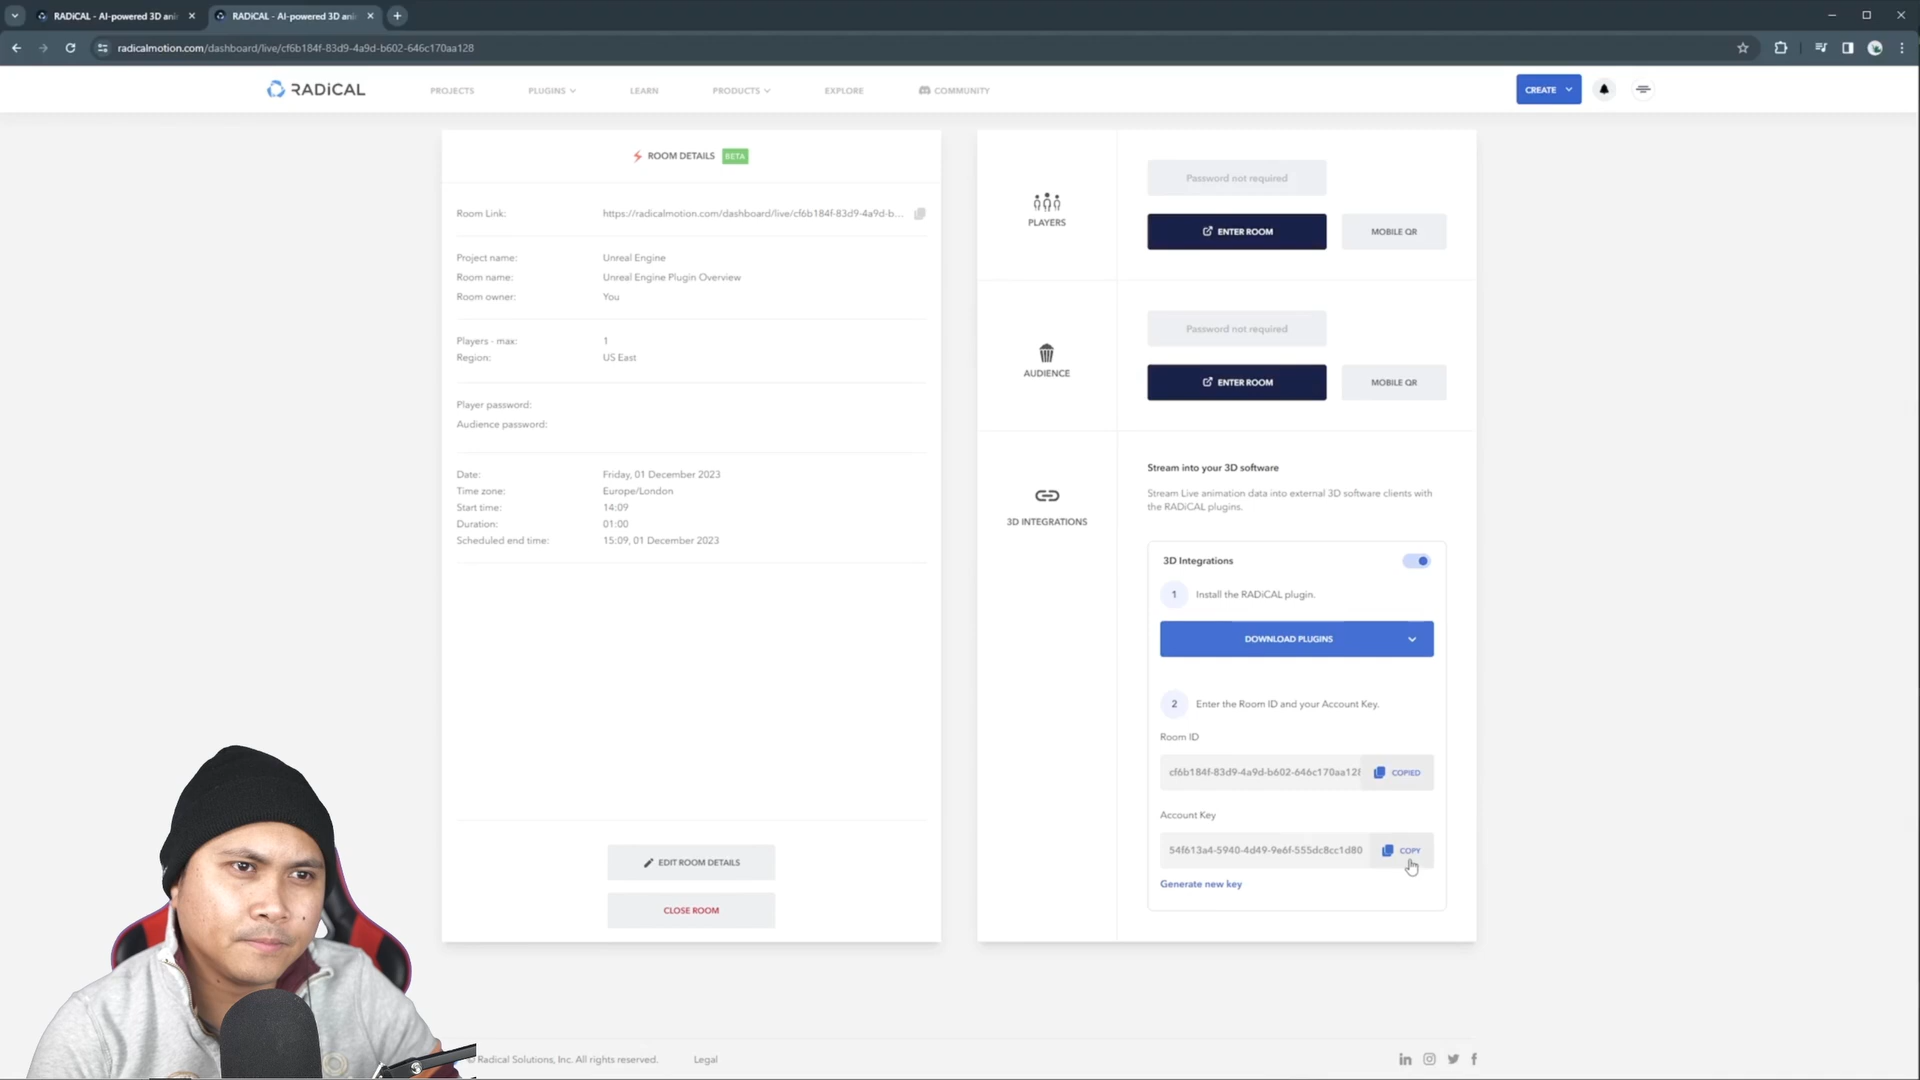 RADiCAL - AI-powered 3D ani
RADiCAL - AI-powered 3D ani
radicalmotion.com/dashboard/live/cf6b184f-83d9-4a9d-b602-646c170aa128
RADiCAL
PROJECTS
PLUGINS
LEARN
PRODUCTS
EXPLORE
COMMUNITY
CREATE
ROOM DETAILS BETA
Room Link: https://radicalmotion.com/dashboard/live/cf6b184f-83d9-4a9d-b...
Project name: Unreal Engine
Room name: Unreal Engine Plugin Overview
Room owner: You
Players - max: 1
Region: US East
Player password:
Audience password:
Date: Friday, 01 December 2023
Time zone: Europe/London
Start time: 14:09
Duration: 01:00
Scheduled end time: 15:09, 01 December 2023
EDIT ROOM DETAILS
CLOSE ROOM
PLAYERS
Password not required
ENTER ROOM
MOBILE QR
AUDIENCE
Password not required
ENTER ROOM
MOBILE QR
3D INTEGRATIONS
Stream into your 3D software
Stream Live animation data into external 3D software clients with
the RADiCAL plugins.
3D Integrations
1 Install the RADiCAL plugin.
DOWNLOAD PLUGINS
2 Enter the Room ID and your Account Key.
Room ID
cf6b184f-83d9-4a9d-b602-646c170aa128 COPIED
Account Key
54f613a4-5940-4d49-9e6f-555dc8cc1d80 COPY
Generate new key
© Radical Solutions, Inc. All rights reserved.
Legal